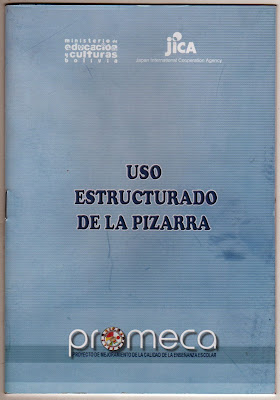 ministerio de
educación
y culturas
bolivia
jica
Japan International Cooperation Agency
USO
ESTRUCTURADO
DE LA PIZARRA
promeca
PROYECTO DE MEJORAMIENTO DE LA CALIDAD DE LA ENSEÑANZA ESCOLAR